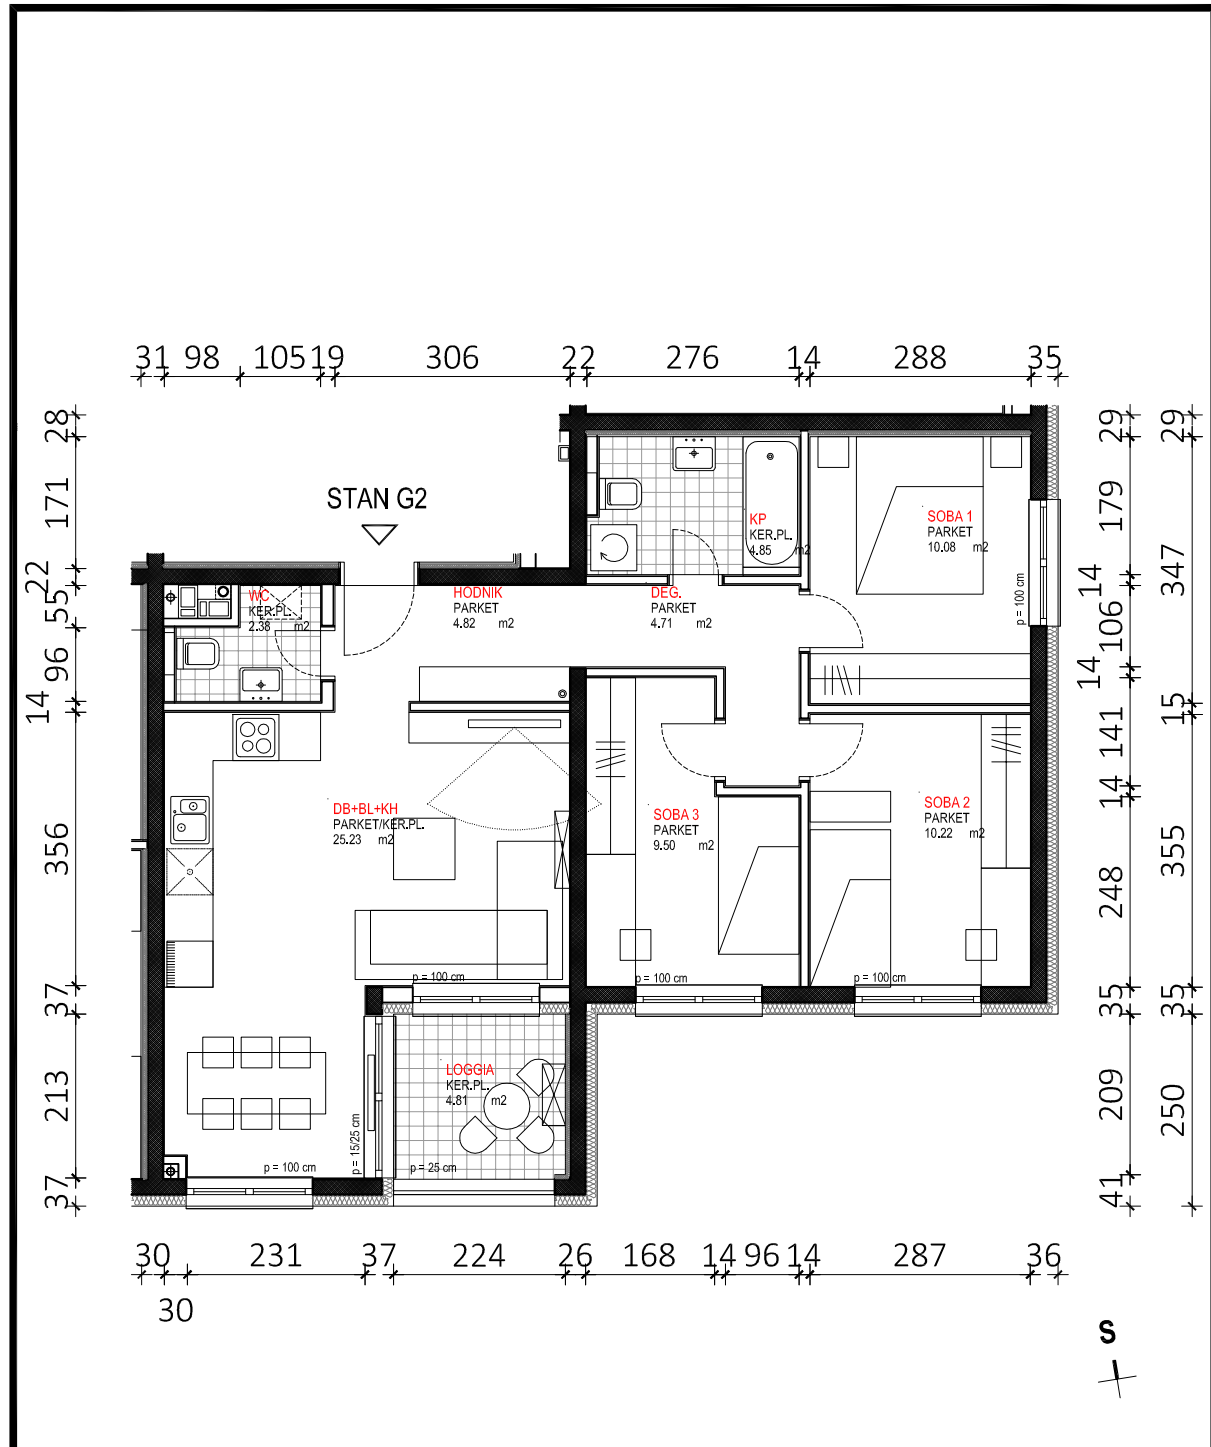 31 98 105 19 306 22 276 14 288 35
28
171
22
55
96
14
356
37
213
37
29
179
14
106
14
141
14
248
35
209
41
29
347
15
355
35
250
STAN G2
WC
KER.PL.
2.38 m2
HODNIK
PARKET
4.82 m2
DEG.
PARKET
4.71 m2
KP
KER.PL.
4.85 m2
SOBA 1
PARKET
10.08 m2
p = 100 cm
DB+BL+KH
PARKET/KER.PL.
25.23 m2
SOBA 3
PARKET
9.50 m2
SOBA 2
PARKET
10.22 m2
p = 100 cm
p = 100 cm
p = 100 cm
LOGGIA
KER.PL.
4.81 m2
p = 15/25 cm
p = 100 cm
p = 25 cm
30 231 37 224 26 168 14 96 14 287 36
30
S